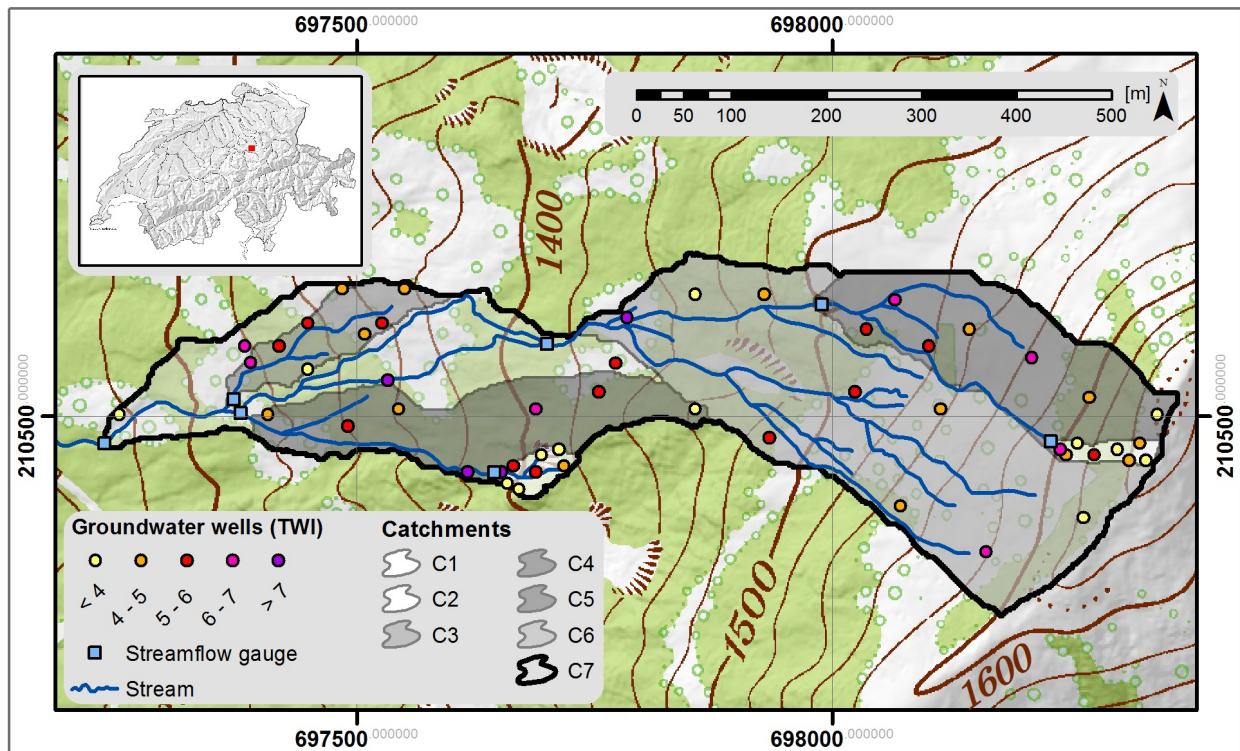 697500.000000 698000.000000
N
[m]
0 50 100 200 300 400 500
1400
210500.000000 210500.000000
Groundwater wells (TWI)
< 4 4 - 5 5 - 6 6 - 7 > 7
Streamflow gauge
Stream
Catchments
C1 C4
C2 C5
C3 C6
C7
1500
1600
697500.000000 698000.000000